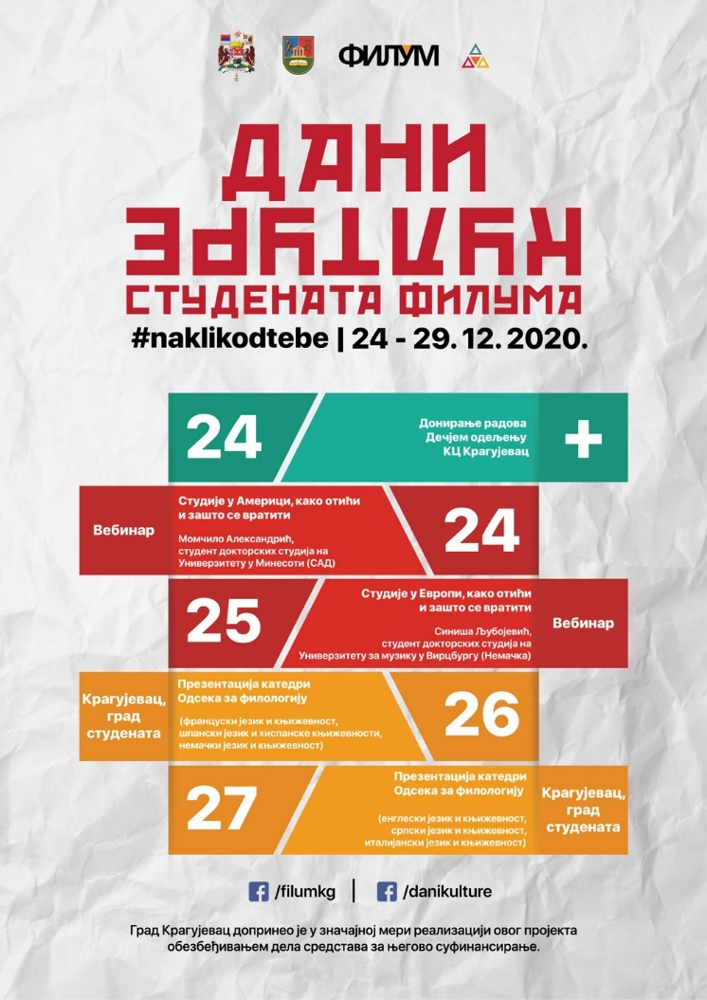 ФИЛУМ
ДАНИ
КУЛТУРЕ
СТУДЕНАТА ФИЛУМА
#naklikodtebe | 24 - 29. 12. 2020.
24
Донирање радова
Дечјем одељењу
КЦ Крагујевац
+
Вебинар
Студије у Америци, како отићи
и зашто се вратити
Момчило Александрић,
студент докторских студија на
Универзитету у Минесоти (САД)
24
25
Студије у Европи, како отићи
и зашто се вратити
Синиша Љубојевић,
студент докторских студија на
Универзитету за музику у Вирцбургу (Немачка)
Вебинар
Крагујевац,
град
студената
Презентација катедри
Одсека за филологију
(француски језик и књижевност,
шпански језик и хиспанске књижевности,
немачки језик и књижевност)
26
27
Презентација катедри
Одсека за филологију
(енглески језик и књижевност,
српски језик и књижевност,
италијански језик и књижевност)
Крагујевац,
град
студената
/filumkg | /danikulture
Град Крагујевац допринео је у значајној мери реализацији овог пројекта
обезбеђивањем дела средстава за његово суфинансирање.